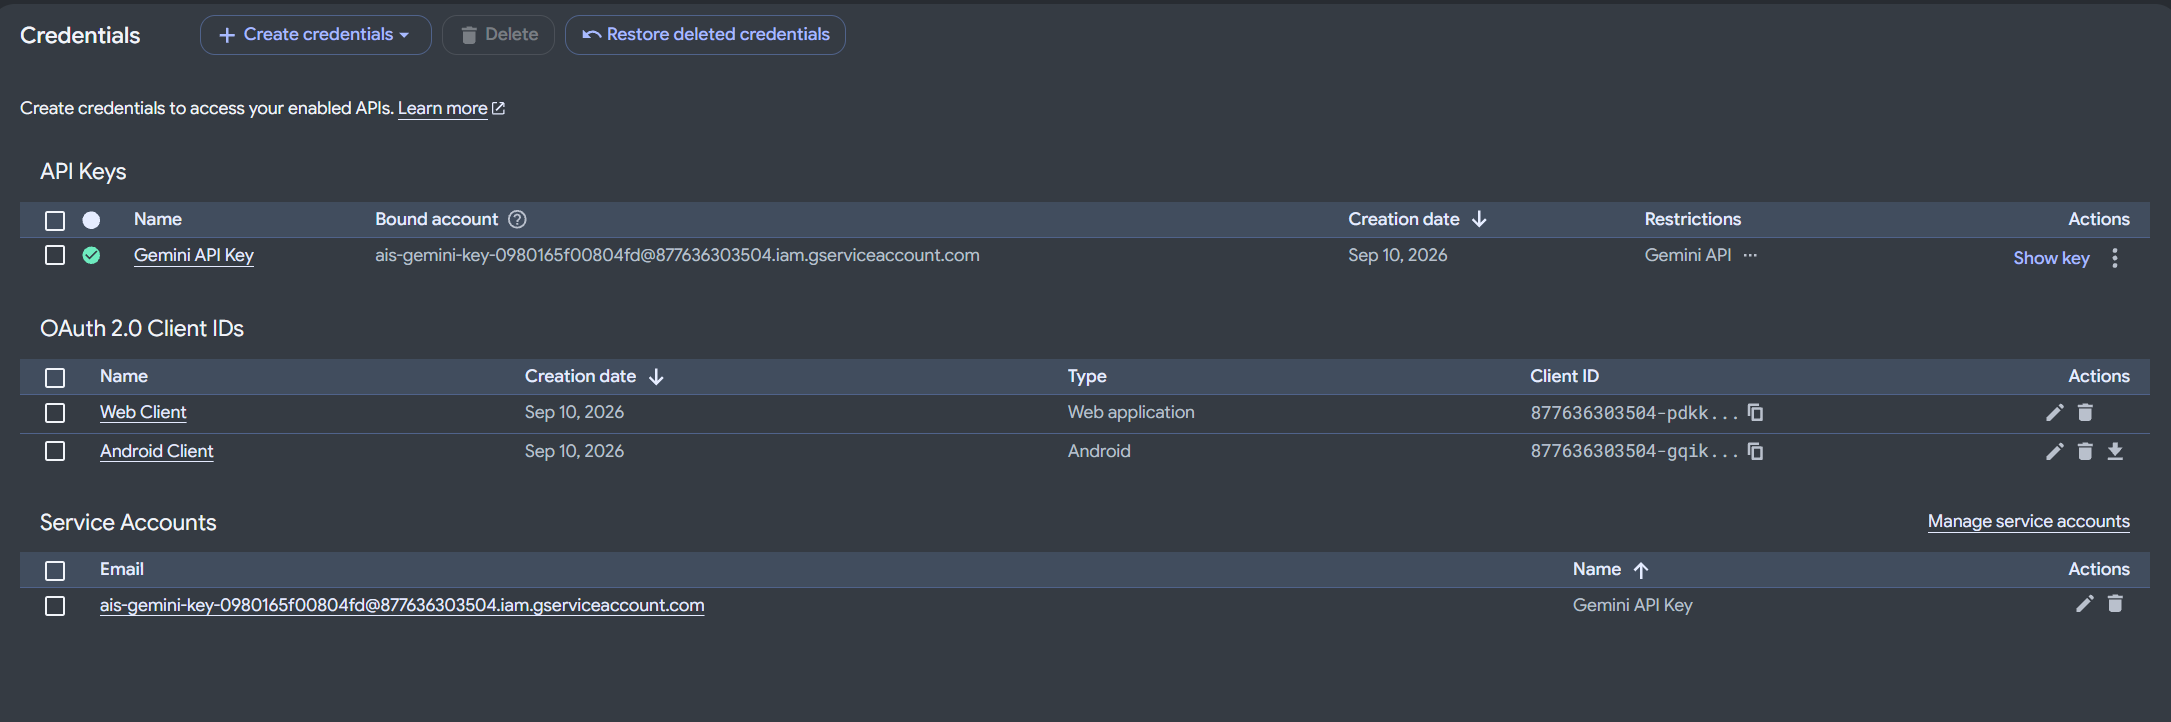 Credentials
Create credentials
Delete
Restore deleted credentials
Create credentials to access your enabled APIs. Learn more
API Keys
Name Bound account Creation date Restrictions Actions
Gemini API Key ais-gemini-key-0980165f00804fd@877636303504.iam.gserviceaccount.com Sep 10, 2026 Gemini API ··· Show key
OAuth 2.0 Client IDs
Name Creation date Type Client ID Actions
Web Client Sep 10, 2026 Web application 877636303504-pdkk...
Android Client Sep 10, 2026 Android 877636303504-gqik...
Service Accounts Manage service accounts
Email Name Actions
ais-gemini-key-0980165f00804fd@877636303504.iam.gserviceaccount.com Gemini API Key